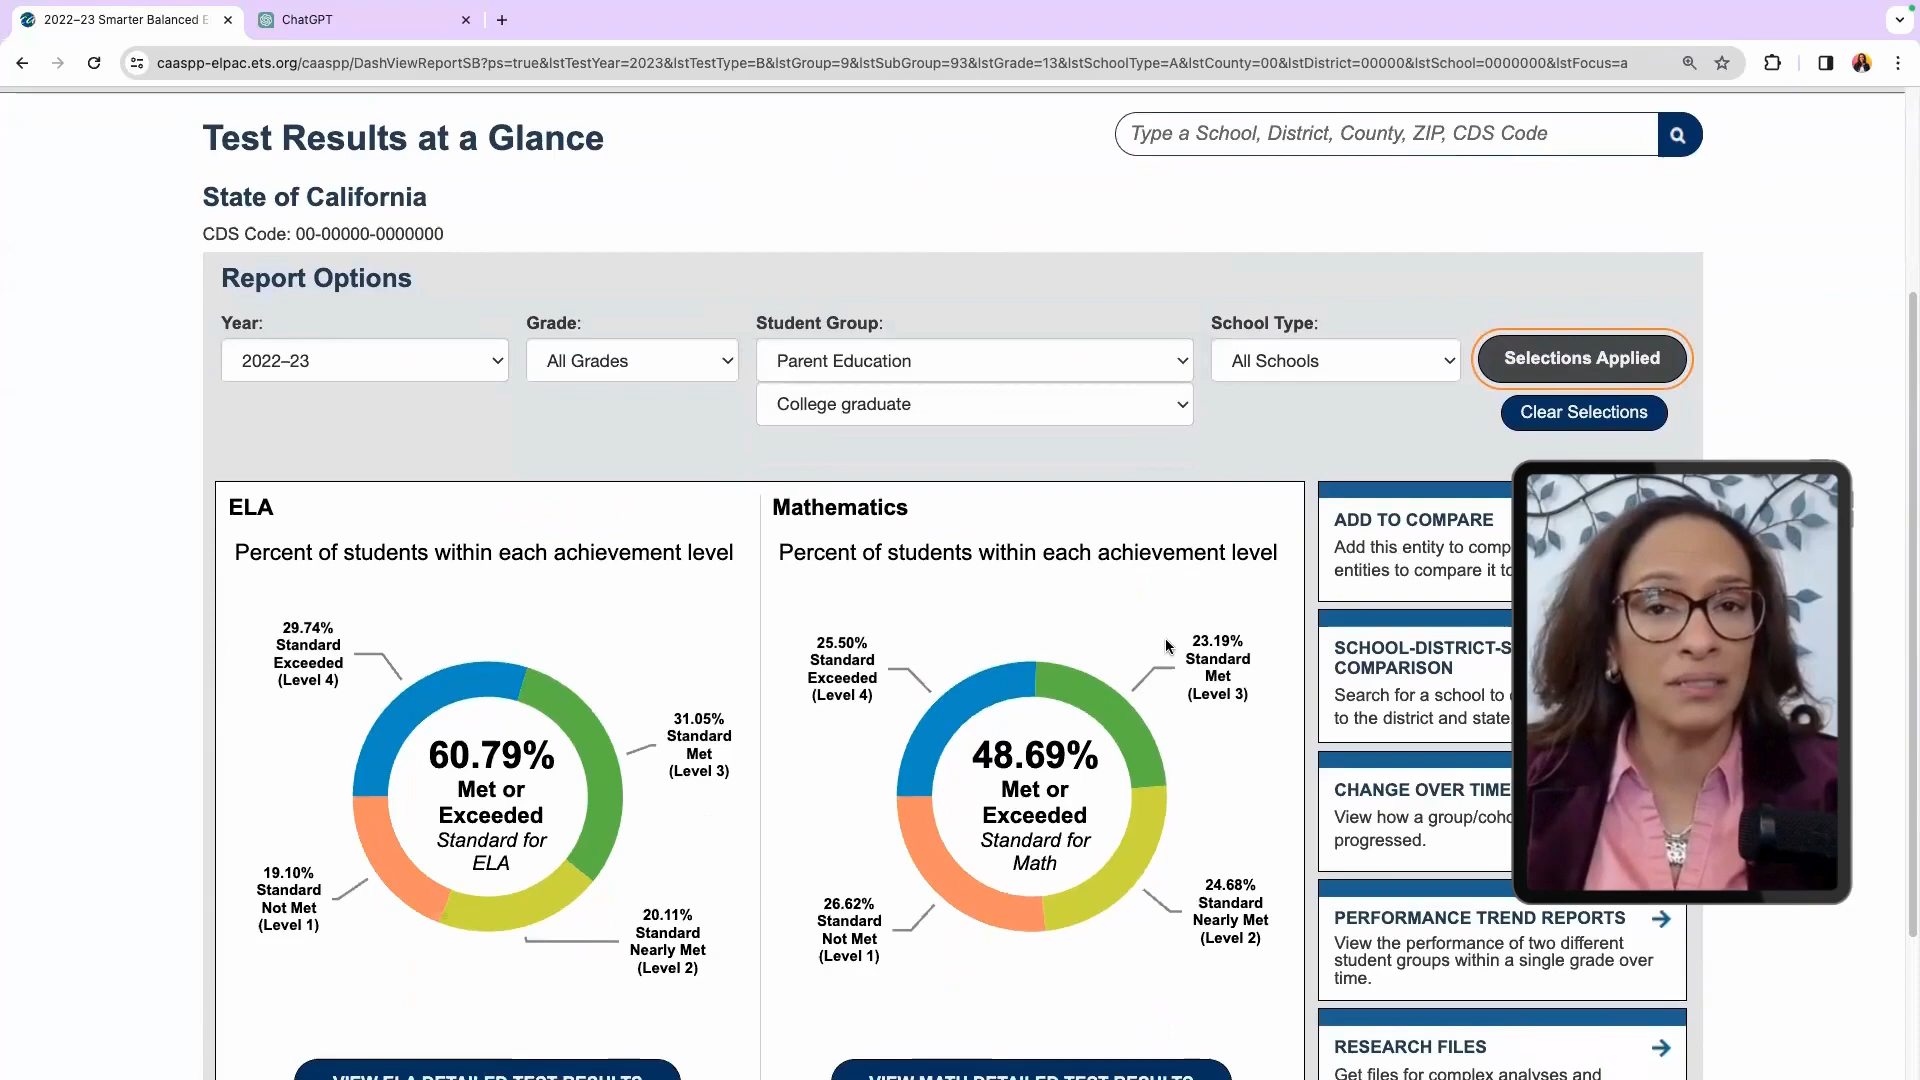 2022–23 Smarter Balanced E
ChatGPT
caaspp-elpac.ets.org/caaspp/DashViewReportSB?ps=true&lstTestYear=2023&lstTestType=B&lstGroup=9&lstSubGroup=93&lstGrade=13&lstSchoolType=A&lstCounty=00&lstDistrict=00000&lstSchool=0000000&lstFocus=a
Test Results at a Glance
Type a School, District, County, ZIP, CDS Code
State of California
CDS Code: 00-00000-0000000
Report Options
Year:
2022–23
Grade:
All Grades
Student Group:
Parent Education
College graduate
School Type:
All Schools
Selections Applied
Clear Selections
ELA
Percent of students within each achievement level
29.74%
Standard
Exceeded
(Level 4)
31.05%
Standard
Met
(Level 3)
60.79%
Met or
Exceeded
Standard for
ELA
19.10%
Standard
Not Met
(Level 1)
20.11%
Standard
Nearly Met
(Level 2)
VIEW ELA DETAILED TEST RESULTS
Mathematics
Percent of students within each achievement level
25.50%
Standard
Exceeded
(Level 4)
23.19%
Standard
Met
(Level 3)
48.69%
Met or
Exceeded
Standard for
Math
26.62%
Standard
Not Met
(Level 1)
24.68%
Standard
Nearly Met
(Level 2)
VIEW MATH DETAILED TEST RESULTS
ADD TO COMPARE
Add this entity to comp
entities to compare it to
SCHOOL-DISTRICT-S
COMPARISON
Search for a school to
to the district and state
CHANGE OVER TIME
View how a group/coho
progressed.
PERFORMANCE TREND REPORTS
View the performance of two different
student groups within a single grade over
time.
RESEARCH FILES
Get files for complex analyses and